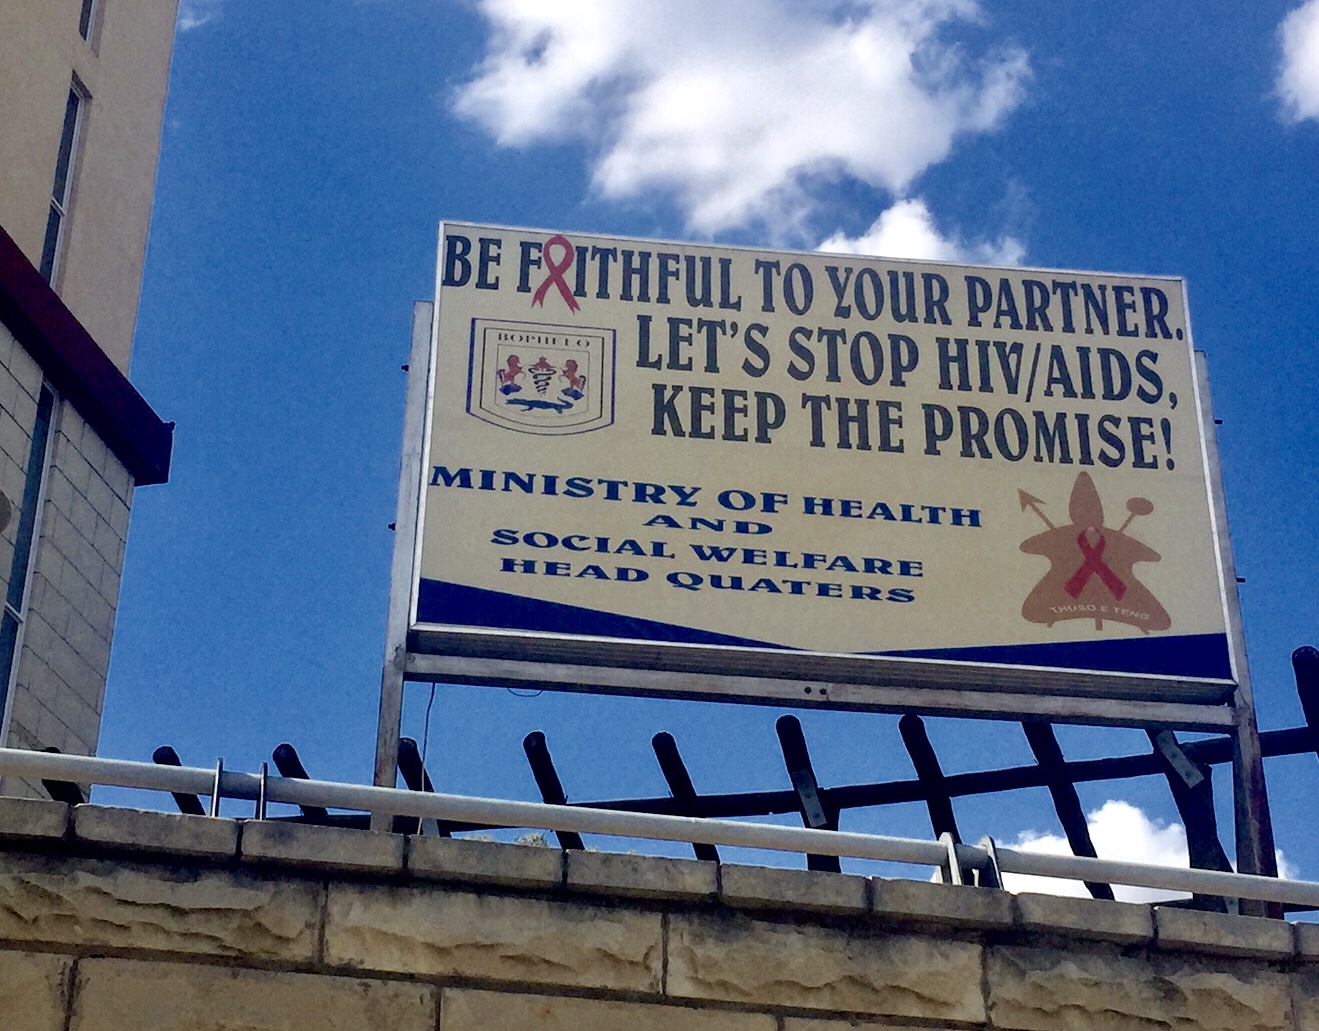 BE FAITHFUL TO YOUR PARTNER.
LET'S STOP HIV/AIDS,
KEEP THE PROMISE!
BOPHELO
MINISTRY OF HEALTH
AND
SOCIAL WELFARE
HEAD QUATERS
THUSO E TENG